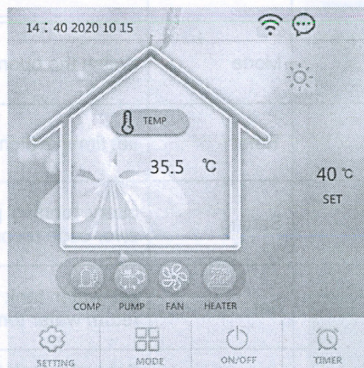 14 : 40 2020 10 15
TEMP
35.5 ℃
40 ℃
SET
COMP PUMP FAN HEATER
SETTING MODE ON/OFF TIMER